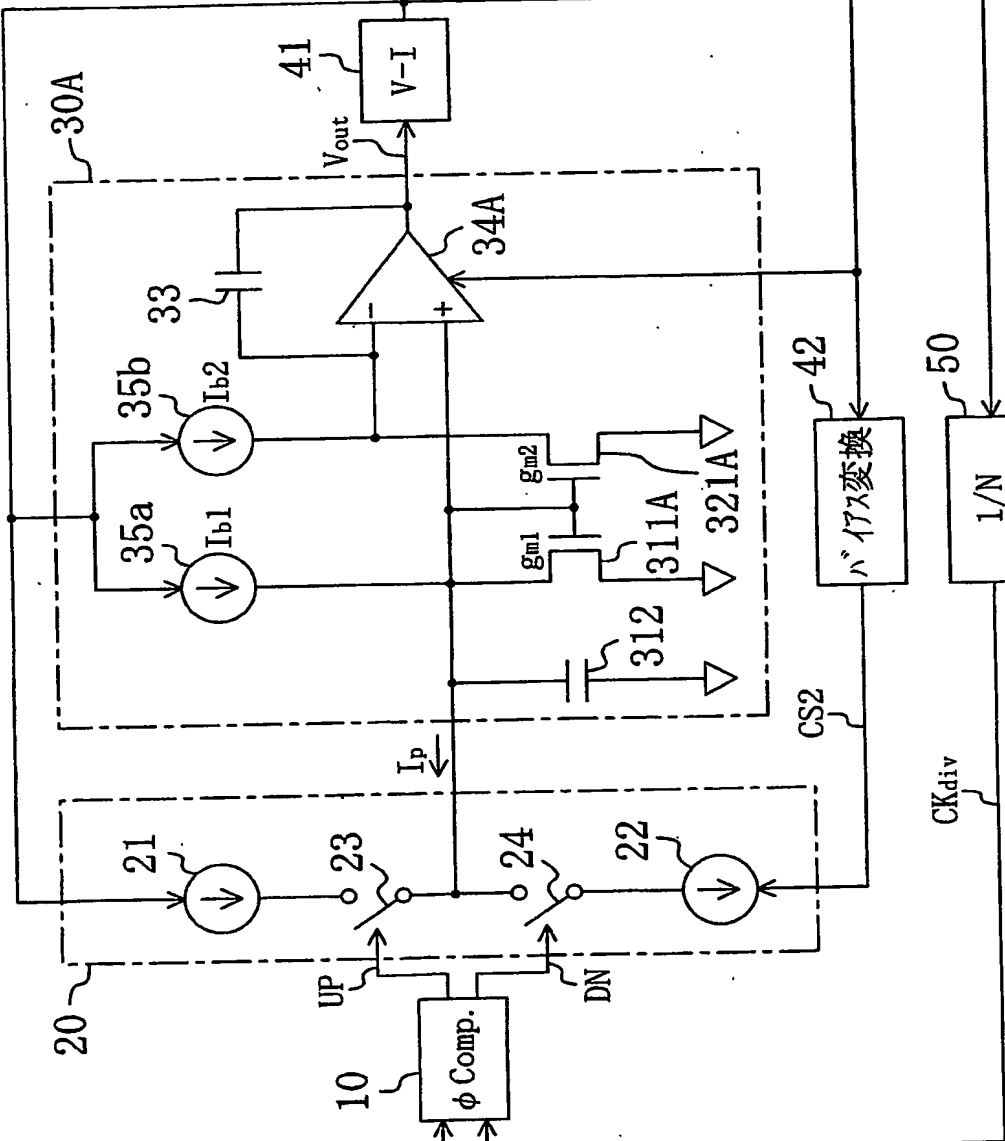 30A
41
V-I
Vout
33
34A
-
+
35b
Ib2
35a
Ib1
gm2
gm1
321A
311A
312
42
バイアス変換
50
1/N
CS2
CKdiv
Ip
20
21
23
24
22
UP
DN
10
φ Comp.